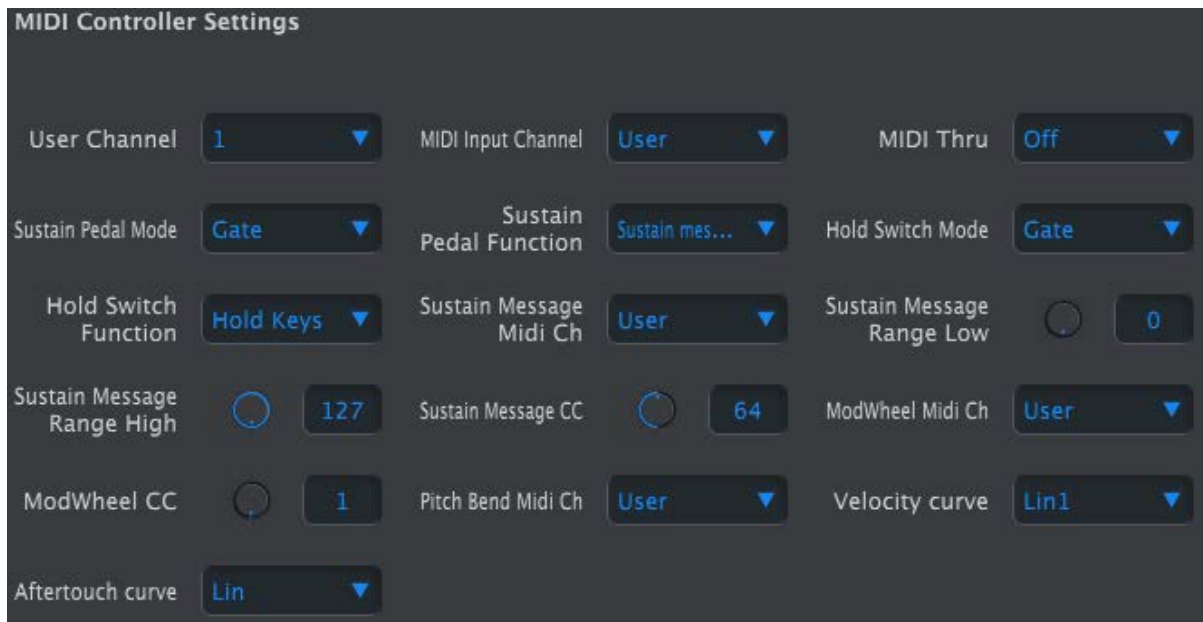 MIDI Controller Settings
User Channel 1 MIDI Input Channel User MIDI Thru Off
Sustain Pedal Mode Gate Sustain
Pedal Function Sustain mes... Hold Switch Mode Gate
Hold Switch
Function Hold Keys Sustain Message
Midi Ch User Sustain Message
Range Low 0
Sustain Message
Range High 127 Sustain Message CC 64 ModWheel Midi Ch User
ModWheel CC 1 Pitch Bend Midi Ch User Velocity curve Lin1
Aftertouch curve Lin